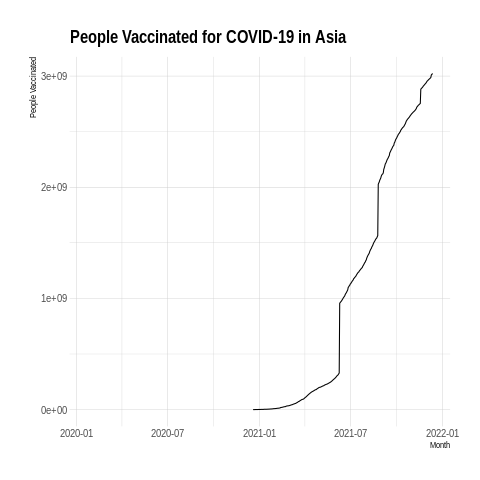 People Vaccinated for COVID-19 in Asia
People Vaccinated
3e+09
2e+09
1e+09
0e+00
2020-01 2020-07 2021-01 2021-07 2022-01
Month